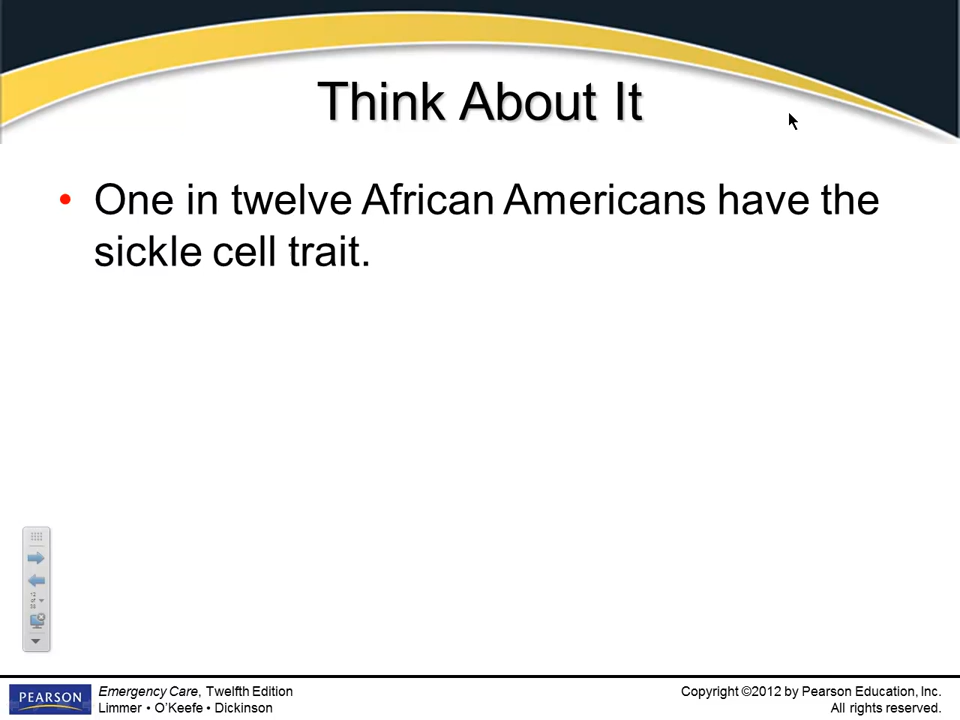 Think About It
• One in twelve African Americans have the
sickle cell trait.
PEARSON
Emergency Care, Twelfth Edition
Limmer • O’Keefe • Dickinson
Copyright ©2012 by Pearson Education, Inc.
All rights reserved.